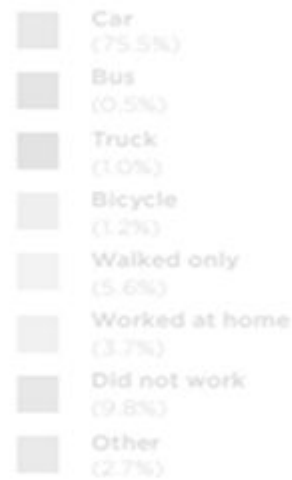 Car
(75.5%)
Bus
(0.5%)
Truck
(1.0%)
Bicycle
(1.2%)
Walked only
(5.6%)
Worked at home
(3.7%)
Did not work
(9.8%)
Other
(2.7%)